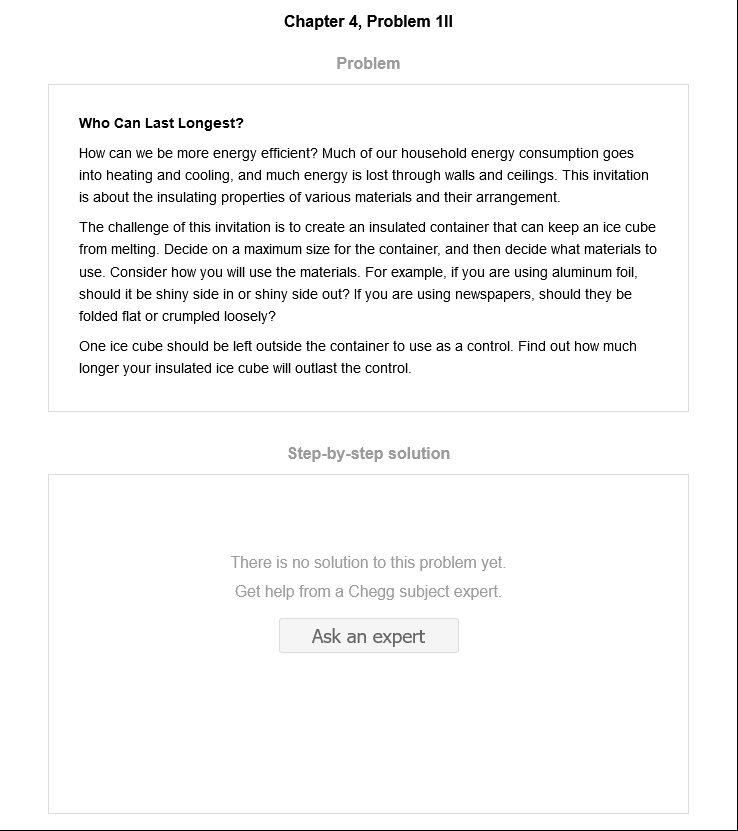 Chapter 4, Problem 1II
Problem
Who Can Last Longest?
How can we be more energy efficient? Much of our household energy consumption goes
into heating and cooling, and much energy is lost through walls and ceilings. This invitation
is about the insulating properties of various materials and their arrangement.
The challenge of this invitation is to create an insulated container that can keep an ice cube
from melting. Decide on a maximum size for the container, and then decide what materials to
use. Consider how you will use the materials. For example, if you are using aluminum foil,
should it be shiny side in or shiny side out? If you are using newspapers, should they be
folded flat or crumpled loosely?
One ice cube should be left outside the container to use as a control. Find out how much
longer your insulated ice cube will outlast the control.
Step-by-step solution
There is no solution to this problem yet.
Get help from a Chegg subject expert.
Ask an expert